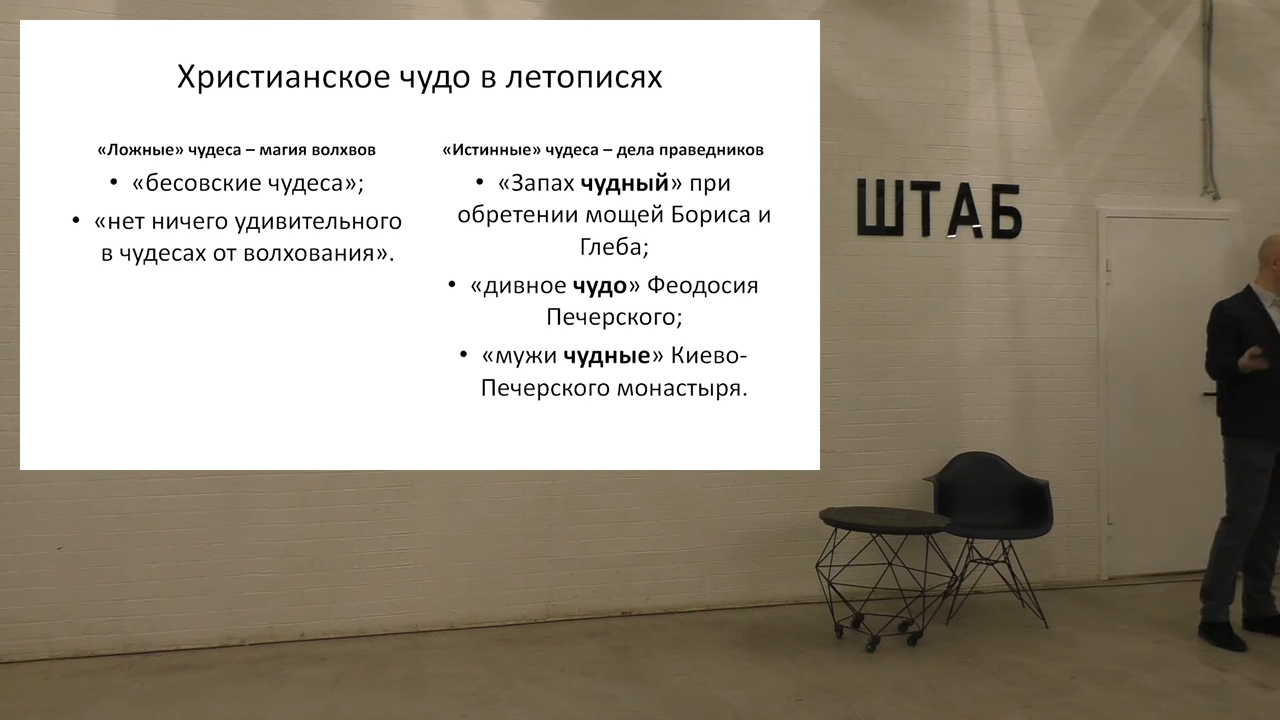 Христианское чудо в летописях
«Ложные» чудеса – магия волхвов
• «бесовские чудеса»;
• «нет ничего удивительного
в чудесах от волхования».
«Истинные» чудеса – дела праведников
• «Запах чудный» при
обретении мощей Бориса и
Глеба;
• «дивное чудо» Феодосия
Печерского;
• «мужи чудные» Киево-
Печерского монастыря.
ШТАБ